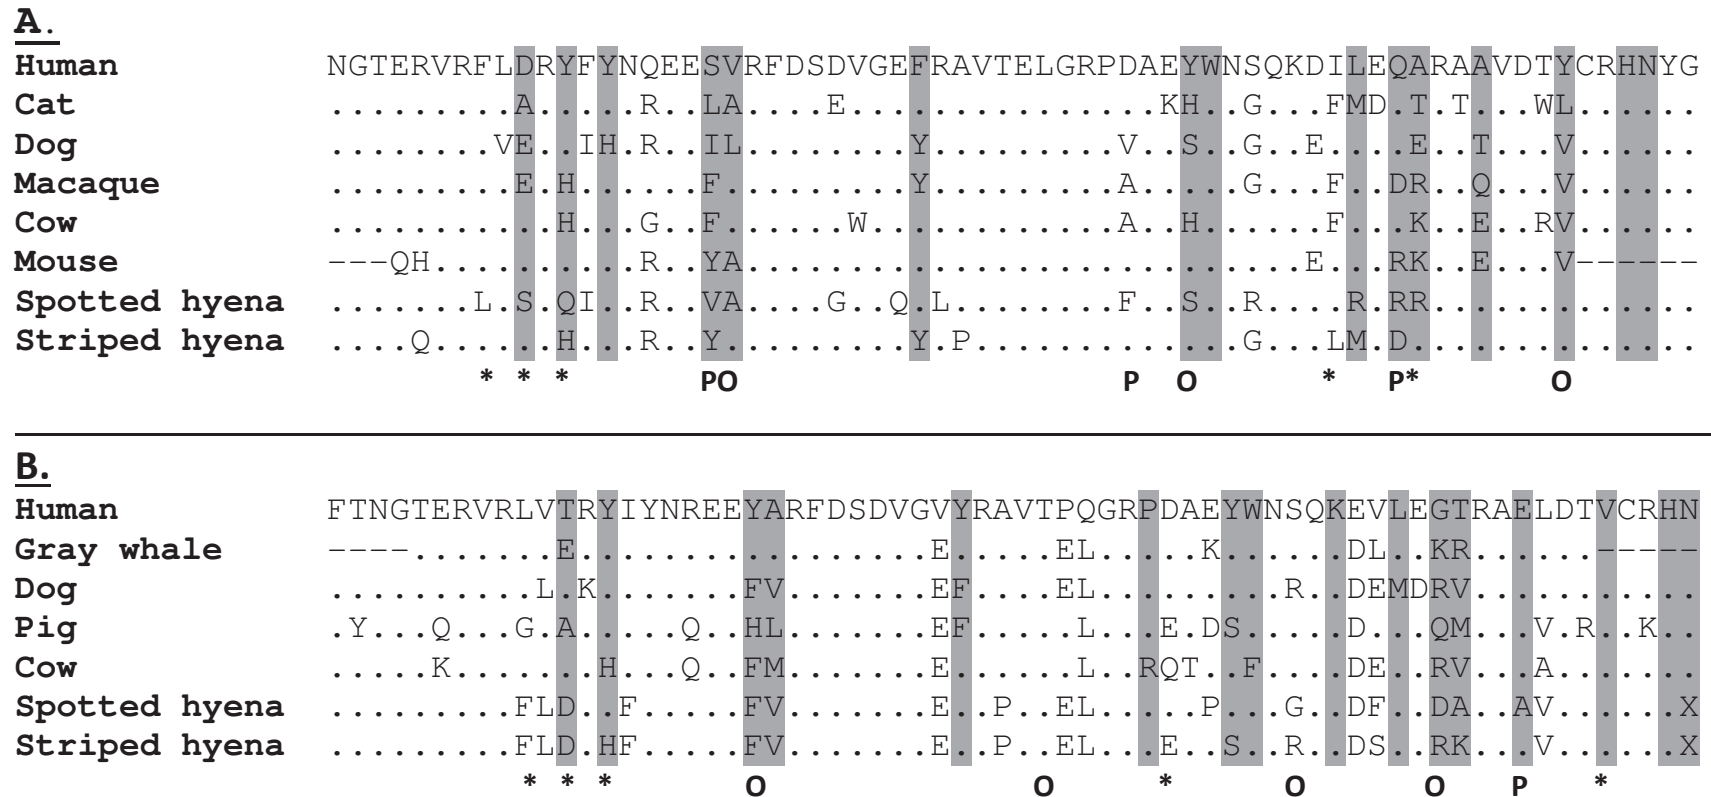 A.
Human NGTERVRFLDRYFYNQEESVRFDSDVGEFRAVTELGRPDAEYWNSQKDILEQARAAVDTYCRHNYG
Cat .........A.....R..LA....E...............KH..G...FMD.T.T...WL......
Dog ........VE..IH.R..IL........Y.........V..S..G..E....E..T...V......
Macaque .........E.H......F.........Y.........A.....G...F..DR..Q...V......
Cow ...........H...G..F......W............A..H......F...K..E..RV......
Mouse ---QH..........R..YA...........................E...RK..E...V------
Spotted hyena .......L.S.QI..R..VA....G..Q.L........F..S..R....R.RR.............
Striped hyena ....Q......H...R..Y.........Y.P.............G...LM.D..............
* * * PO P O * P* O
B.
Human FTNGTERVRLVTRYIYNREEYARFDSDVGVYRAVTPQGRPDAEYWNSQKEVLEGTRAELDTVCRHN
Gray whale ----.......E.................E.....EL.....K......DL..KR......-----
Dog ..........L.K.......FV.......EF....EL.........R..DEMDRV...........
Pig .Y...Q...G.A.....Q..HL.......EF.....L...E.DS.....D...QM...V.R..K..
Cow .....K.......H...Q..FM.......E......L..RQT..F....DE..RV...A.......
Spotted hyena .........FLD..F.....FV.......E..P..EL.....P...G..DF..DA..AV......X
Striped hyena .........FLD.HF.....FV.......E..P..EL...E..S..R..DS..RK...V......X
* * * O O * O O P *